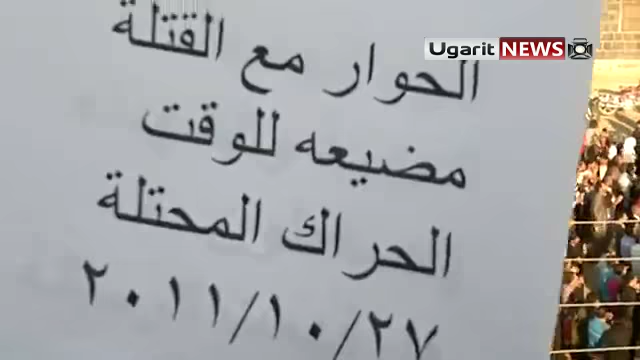 Ugarit NEWS
الحوار مع القتلة
مضيعه للوقت
الحراك المحتلة
٢٠١١/١٠/٢٧